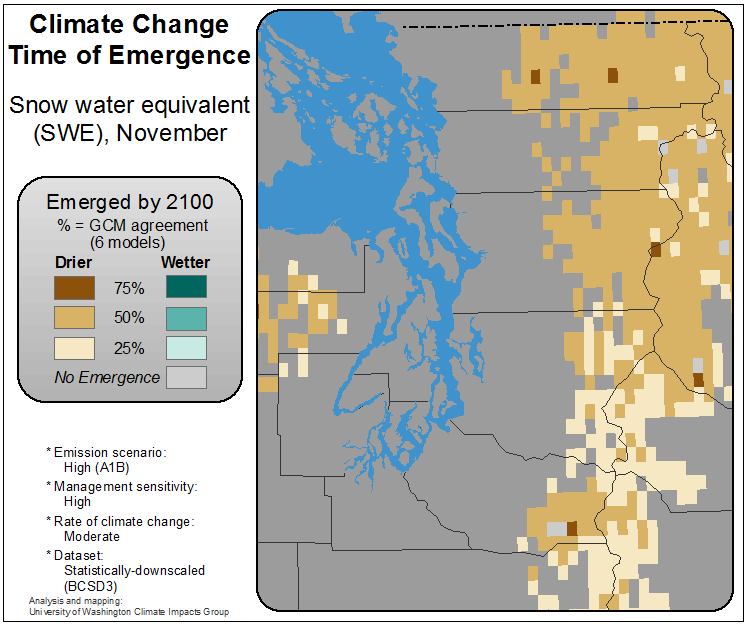 Climate Change
Time of Emergence
Snow water equivalent
(SWE), November
Emerged by 2100
% = GCM agreement
(6 models)
Drier Wetter
75%
50%
25%
No Emergence
* Emission scenario:
High (A1B)
* Management sensitivity:
High
* Rate of climate change:
Moderate
* Dataset:
Statistically-downscaled
(BCSD3)
Analysis and mapping:
University of Washington Climate Impacts Group